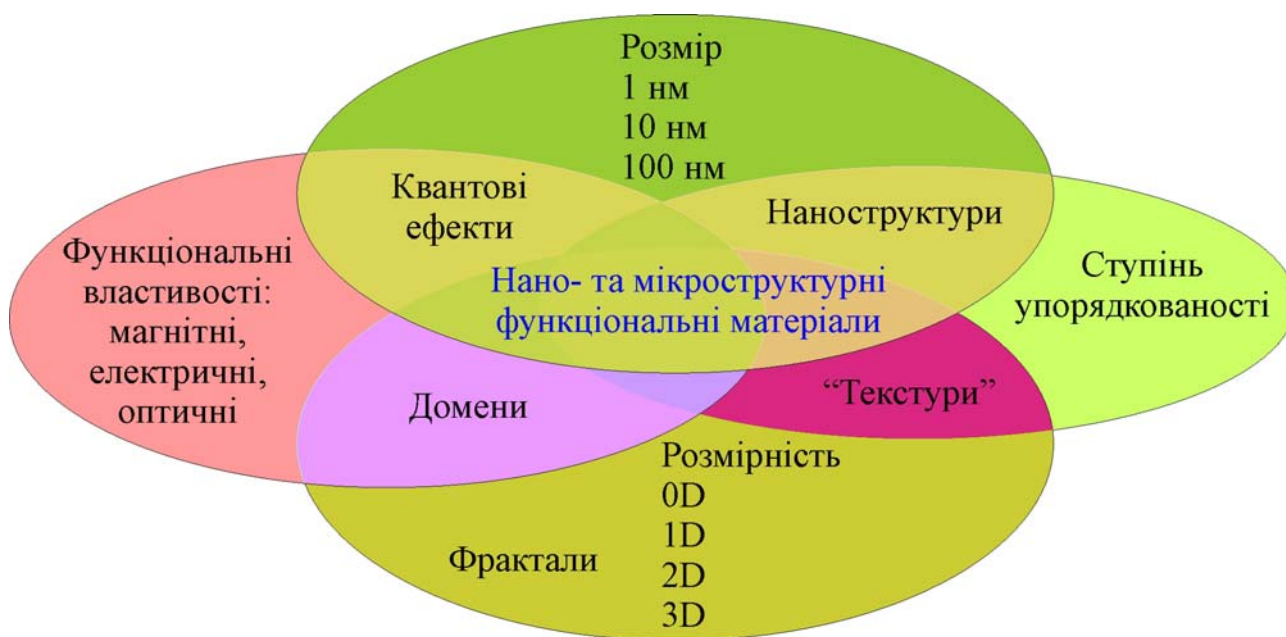 Розмір
1 нм
10 нм
100 нм
Квантові
ефекти
Наноструктури
Функціональні
властивості:
магнітні,
електричні,
оптичні
Нано- та мікроструктурні
функціональні матеріали
Ступінь
упорядкованості
Домени
“Текстури”
Розмірність
0D
1D
2D
3D
Фрактали